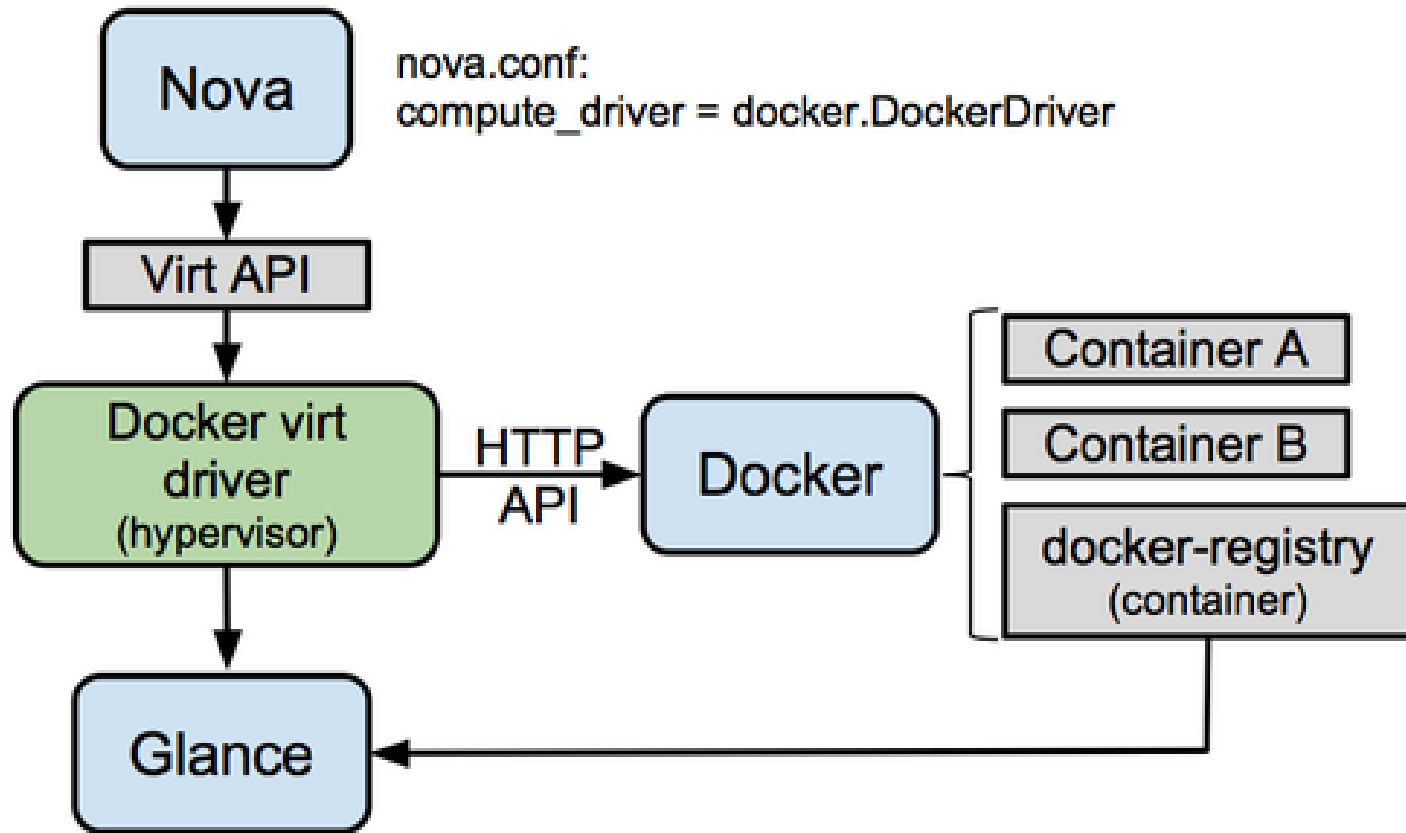 Nova
nova.conf:
compute_driver = docker.DockerDriver
Virt API
Docker virt
driver
(hypervisor)
HTTP
API
Docker
Container A
Container B
docker-registry
(container)
Glance